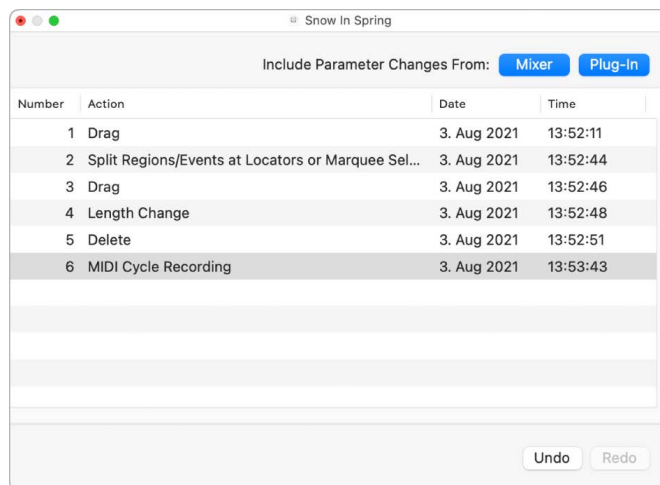 Snow In Spring
Include Parameter Changes From: Mixer Plug-In
Number Action Date Time
1 Drag 3. Aug 2021 13:52:11
2 Split Regions/Events at Locators or Marquee Sel... 3. Aug 2021 13:52:44
3 Drag 3. Aug 2021 13:52:46
4 Length Change 3. Aug 2021 13:52:48
5 Delete 3. Aug 2021 13:52:51
6 MIDI Cycle Recording 3. Aug 2021 13:53:43
Undo Redo